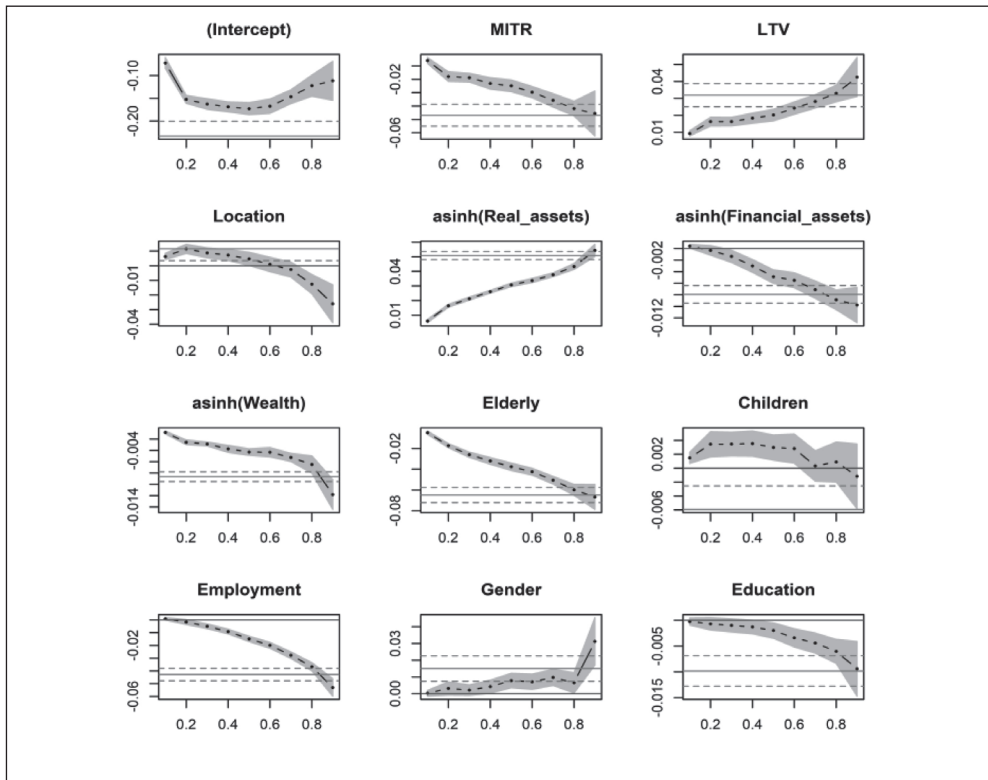 (Intercept) MITR LTV
-0.10 -0.02 0.04
-0.20 -0.06 0.01
0.2 0.4 0.6 0.8 0.2 0.4 0.6 0.8 0.2 0.4 0.6 0.8
Location asinh(Real_assets) asinh(Financial_assets)
-0.01 0.04 -0.002
-0.04 0.01 -0.012
0.2 0.4 0.6 0.8 0.2 0.4 0.6 0.8 0.2 0.4 0.6 0.8
asinh(Wealth) Elderly Children
-0.004 -0.02 0.002
-0.014 -0.08 -0.006
0.2 0.4 0.6 0.8 0.2 0.4 0.6 0.8 0.2 0.4 0.6 0.8
Employment Gender Education
-0.02 0.03 -0.005
-0.06 0.00 -0.015
0.2 0.4 0.6 0.8 0.2 0.4 0.6 0.8 0.2 0.4 0.6 0.8